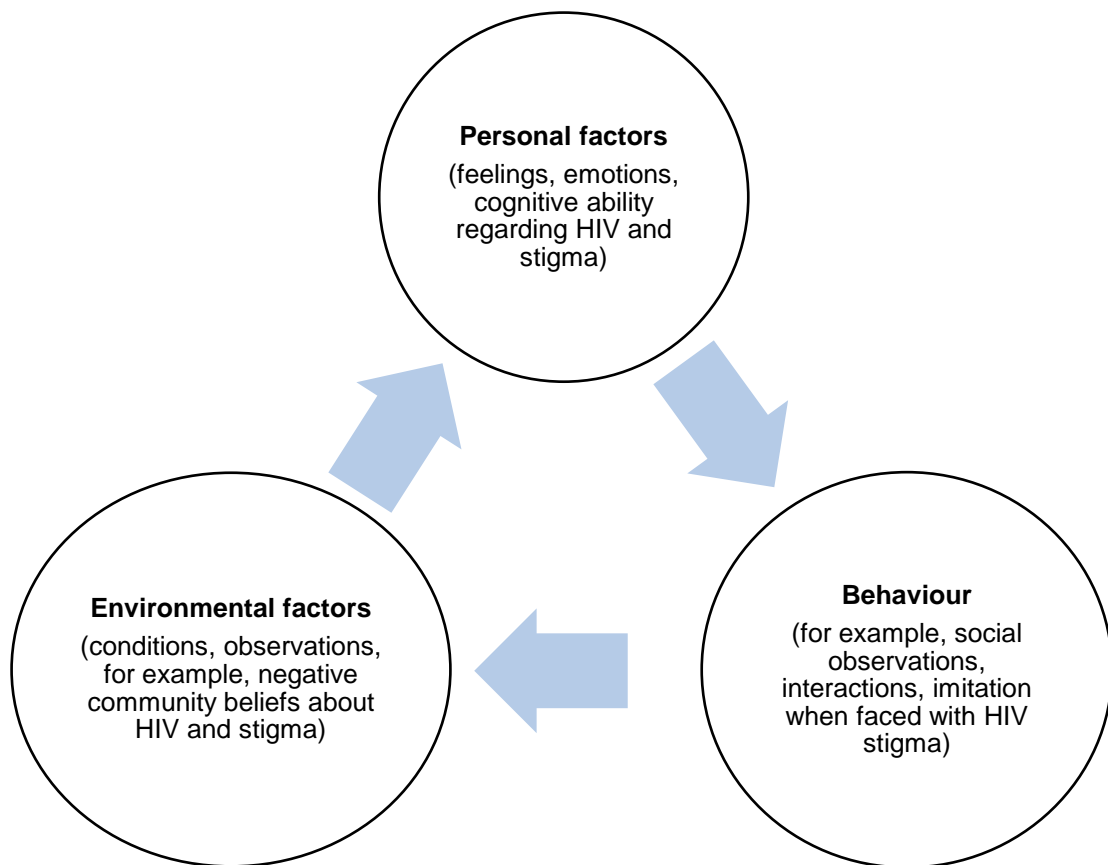 Personal factors
(feelings, emotions,
cognitive ability
regarding HIV and
stigma)
Environmental factors
(conditions, observations,
for example, negative
community beliefs about
HIV and stigma)
Behaviour
(for example, social
observations,
interactions, imitation
when faced with HIV
stigma)